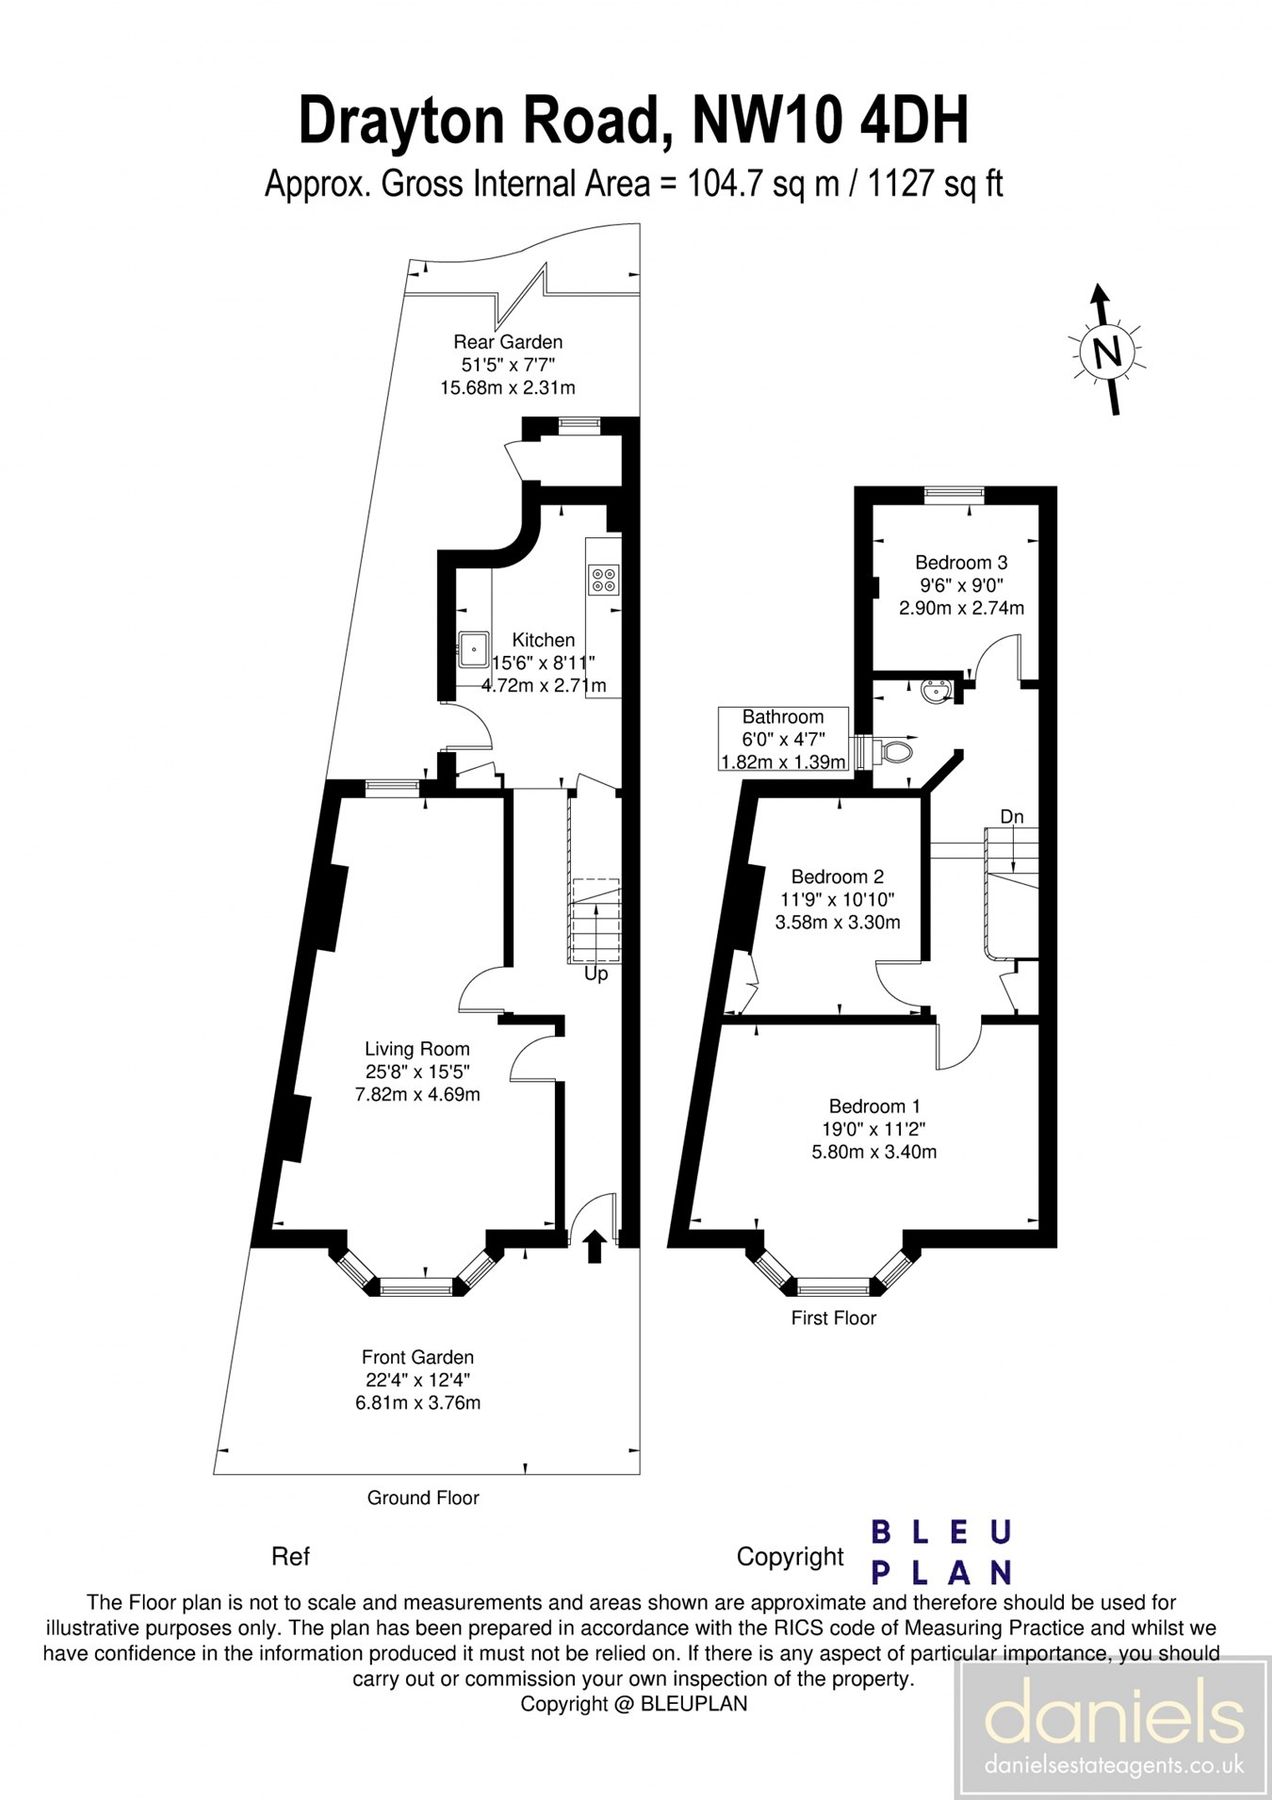 Drayton Road, NW10 4DH
Approx. Gross Internal Area = 104.7 sq m / 1127 sq ft
Rear Garden
51'5" x 7'7"
15.68m x 2.31m
N
Kitchen
15'6" x 8'11"
4.72m x 2.71m
Up
Living Room
25'8" x 15'5"
7.82m x 4.69m
Front Garden
22'4" x 12'4"
6.81m x 3.76m
Ground Floor
Bedroom 3
9'6" x 9'0"
2.90m x 2.74m
Bathroom
6'0" x 4'7"
1.82m x 1.39m
Dn
Bedroom 2
11'9" x 10'10"
3.58m x 3.30m
Bedroom 1
19'0" x 11'2"
5.80m x 3.40m
First Floor
Ref
Copyright
BLEU
PLAN
The Floor plan is not to scale and measurements and areas shown are approximate and therefore should be used for
illustrative purposes only. The plan has been prepared in accordance with the RICS code of Measuring Practice and whilst we
have confidence in the information produced it must not be relied on. If there is any aspect of particular importance, you should
carry out or commission your own inspection of the property.
Copyright @ BLEUPLAN
daniels
danielsestateagents.co.uk